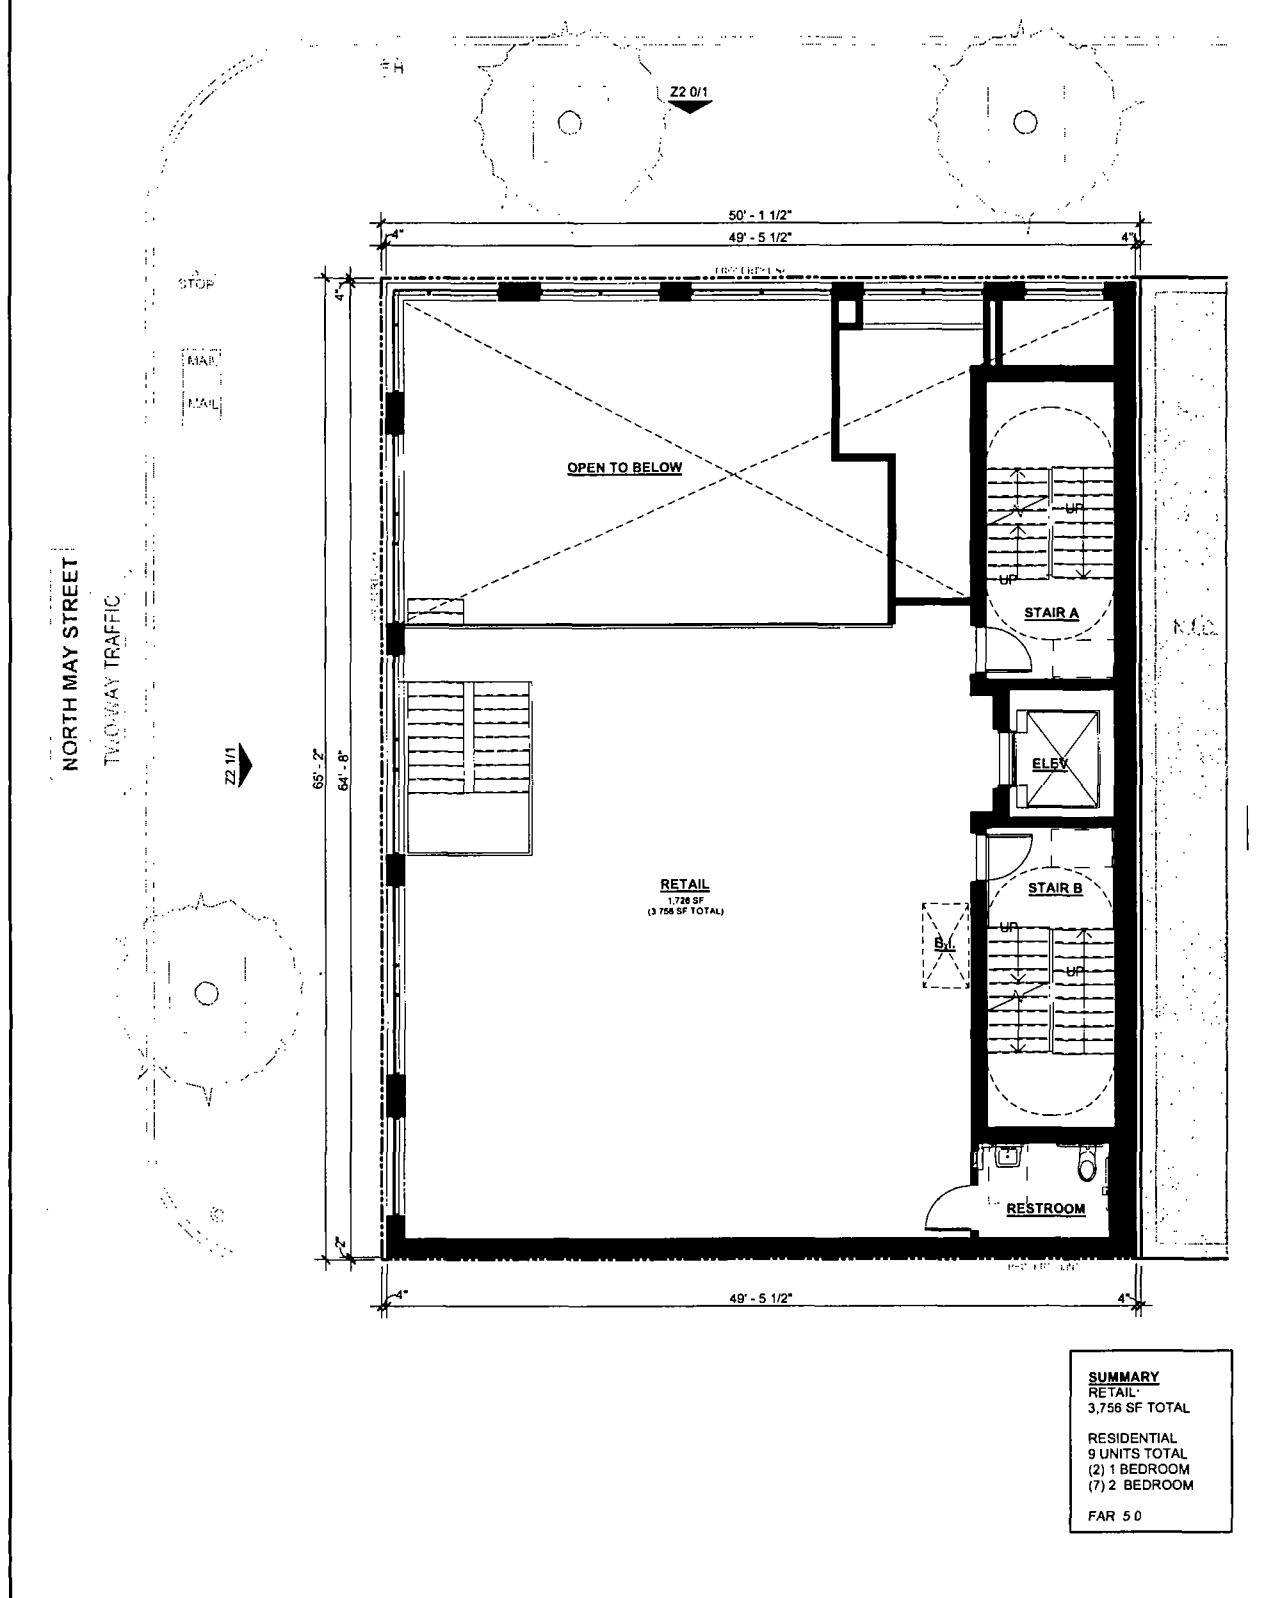 Z2 0/1
50' - 1 1/2"
4"
49' - 5 1/2"
4"
STOP
4"
MAIL
MAIL
OPEN TO BELOW
UP
UP
STAIR A
NORTH MAY STREET
TWO-WAY TRAFFIC
Z2 1/1
65' - 2"
64' - 8"
ELEV
RETAIL
1,726 SF
(3 756 SF TOTAL)
STAIR B
UP
B.I.
UP
RESTROOM
2"
4"
49' - 5 1/2"
4"
SUMMARY
RETAIL·
3,756 SF TOTAL
RESIDENTIAL
9 UNITS TOTAL
(2) 1 BEDROOM
(7) 2 BEDROOM
FAR 5 0